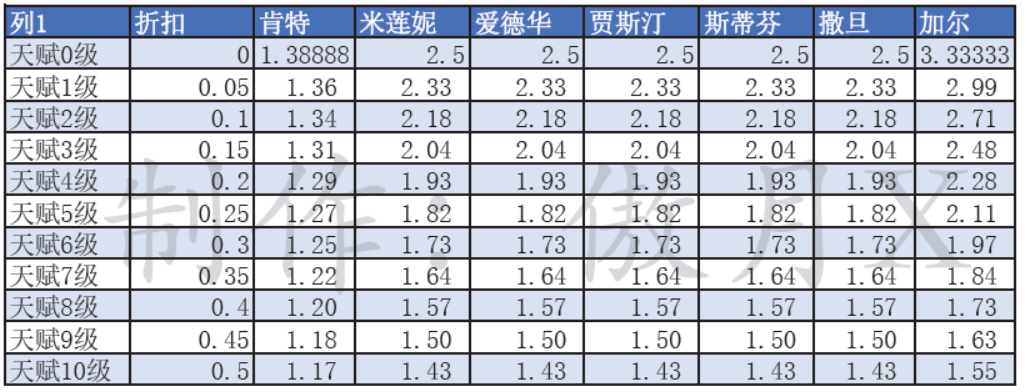 列1 折扣 肯特 米莲妮 爱德华 贾斯汀 斯蒂芬 撒旦 加尔
天赋0级 0 1.38888 2.5 2.5 2.5 2.5 2.5 3.33333
天赋1级 0.05 1.36 2.33 2.33 2.33 2.33 2.33 2.99
天赋2级 0.1 1.34 2.18 2.18 2.18 2.18 2.18 2.71
天赋3级 0.15 1.31 2.04 2.04 2.04 2.04 2.04 2.48
天赋4级 0.2 1.29 1.93 1.93 1.93 1.93 1.93 2.28
天赋5级 0.25 1.27 1.82 1.82 1.82 1.82 1.82 2.11
天赋6级 0.3 1.25 1.73 1.73 1.73 1.73 1.73 1.97
天赋7级 0.35 1.22 1.64 1.64 1.64 1.64 1.64 1.84
天赋8级 0.4 1.20 1.57 1.57 1.57 1.57 1.57 1.73
天赋9级 0.45 1.18 1.50 1.50 1.50 1.50 1.50 1.63
天赋10级 0.5 1.17 1.43 1.43 1.43 1.43 1.43 1.55
制作：傲月X